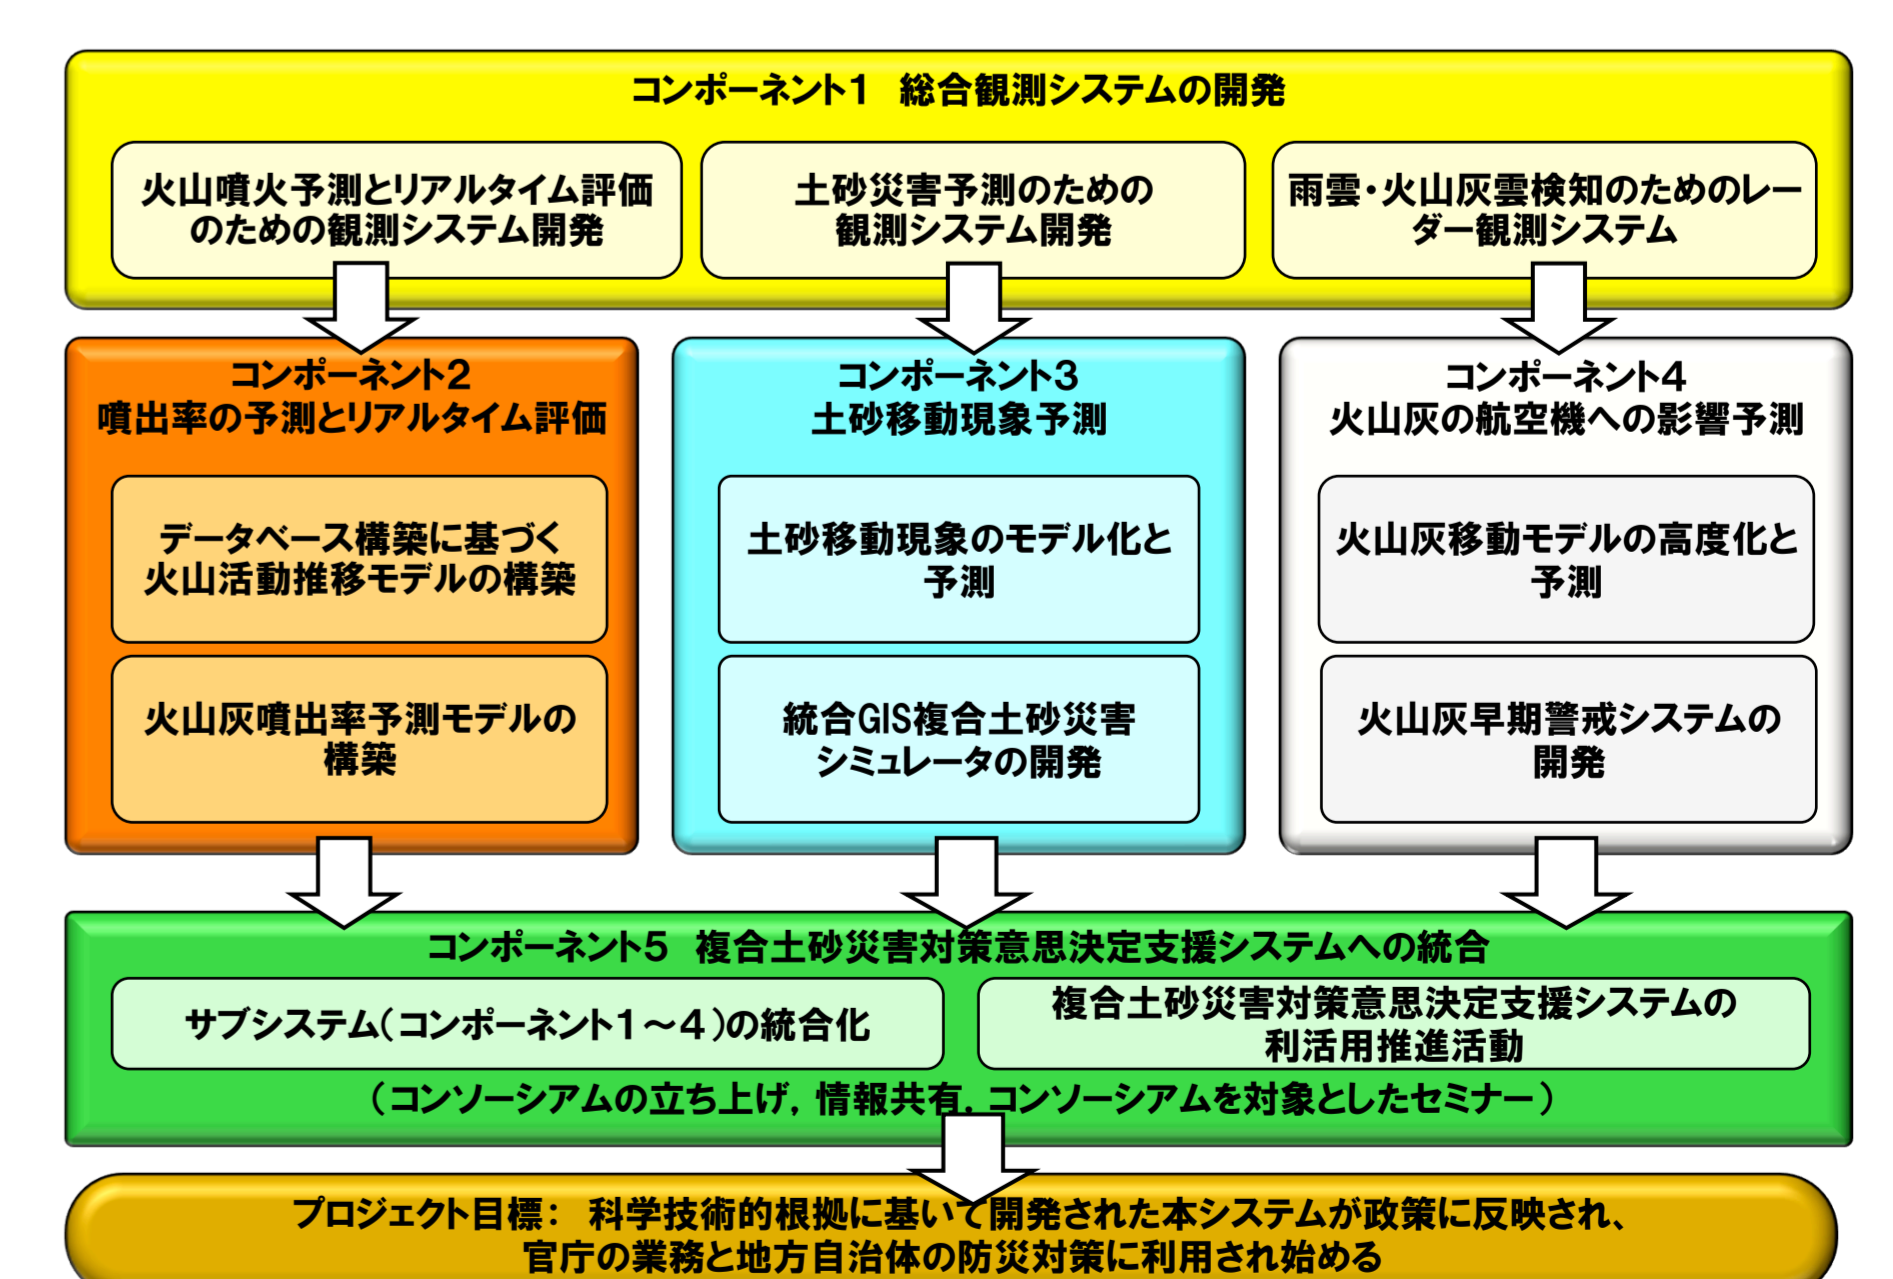 コンポーネント1　総合観測システムの開発
火山噴火予測とリアルタイム評価
のための観測システム開発
土砂災害予測のための
観測システム開発
雨雲・火山灰雲検知のためのレー
ダー観測システム
コンポーネント2
噴出率の予測とリアルタイム評価
データベース構築に基づく
火山活動推移モデルの構築
火山灰噴出率予測モデルの
構築
コンポーネント3
土砂移動現象予測
土砂移動現象のモデル化と
予測
統合GIS複合土砂災害
シミュレータの開発
コンポーネント4
火山灰の航空機への影響予測
火山灰移動モデルの高度化と
予測
火山灰早期警戒システムの
開発
コンポーネント5　複合土砂災害対策意思決定支援システムへの統合
サブシステム(コンポーネント１～４)の統合化
複合土砂災害対策意思決定支援システムの
利活用推進活動
(コンソーシアムの立ち上げ, 情報共有, コンソーシアムを対象としたセミナー)
プロジェクト目標:　科学技術的根拠に基いて開発された本システムが政策に反映され、
官庁の業務と地方自治体の防災対策に利用され始める